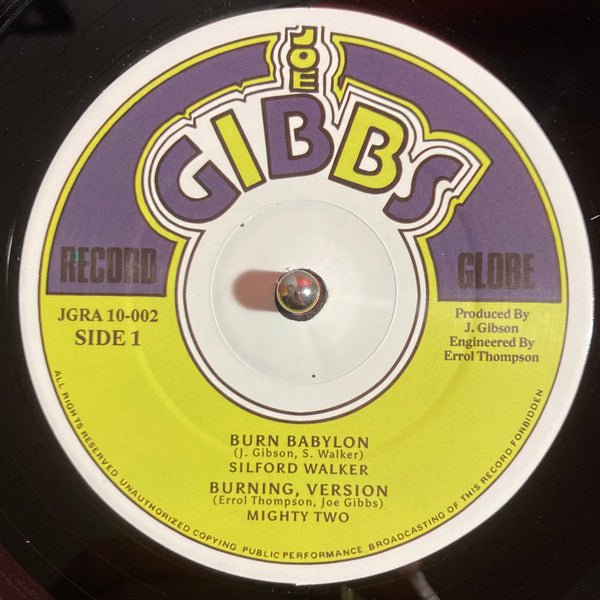 JOE
GIBBS
RECORD GLOBE
JGRA 10-002
SIDE 1
Produced By
J. Gibson
Engineered By
Errol Thompson
BURN BABYLON
(J. Gibson, S. Walker)
SILFORD WALKER
BURNING, VERSION
(Errol Thompson, Joe Gibbs)
MIGHTY TWO
ALL RIGHTS RESERVED UNAUTHORIZED COPYING PUBLIC PERFORMANCE BROADCASTING OF THIS RECORD FORBIDDEN